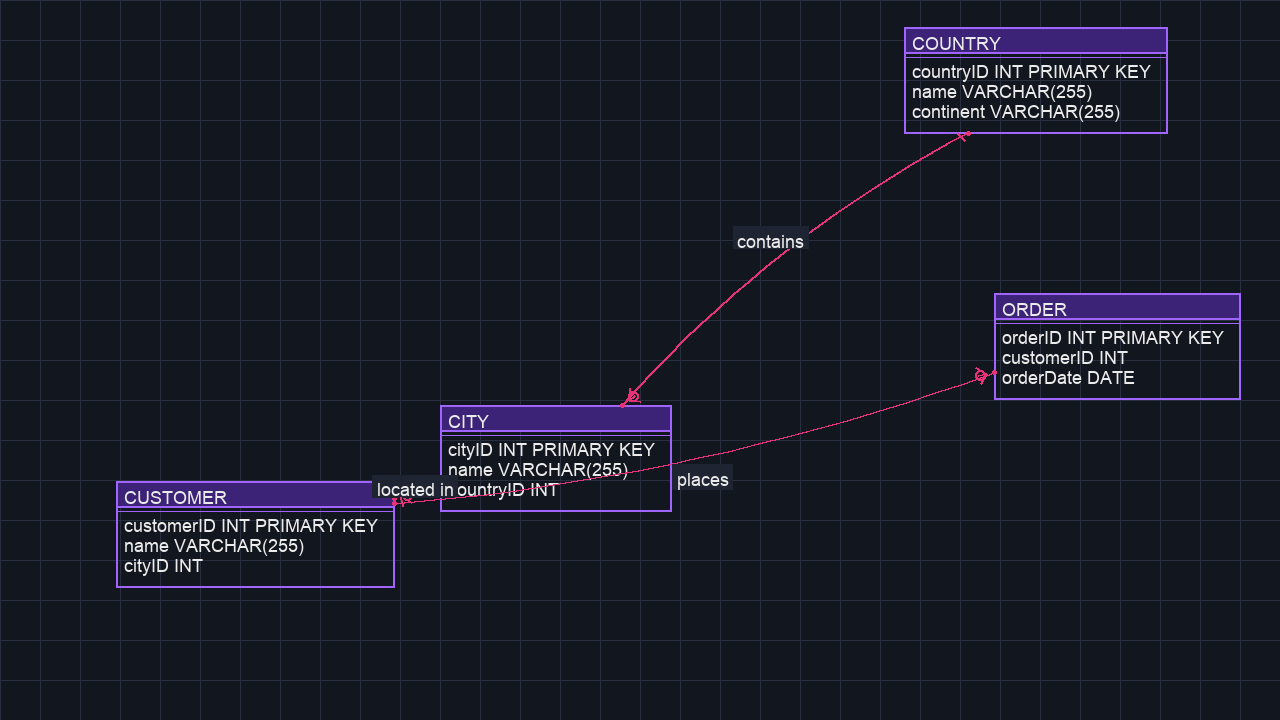 COUNTRY
countryID INT PRIMARY KEY
name VARCHAR(255)
continent VARCHAR(255)
contains
ORDER
orderID INT PRIMARY KEY
customerID INT
orderDate DATE
CITY
cityID INT PRIMARY KEY
name VARCHAR(255)
ountryID INT
places
located in
CUSTOMER
customerID INT PRIMARY KEY
name VARCHAR(255)
cityID INT